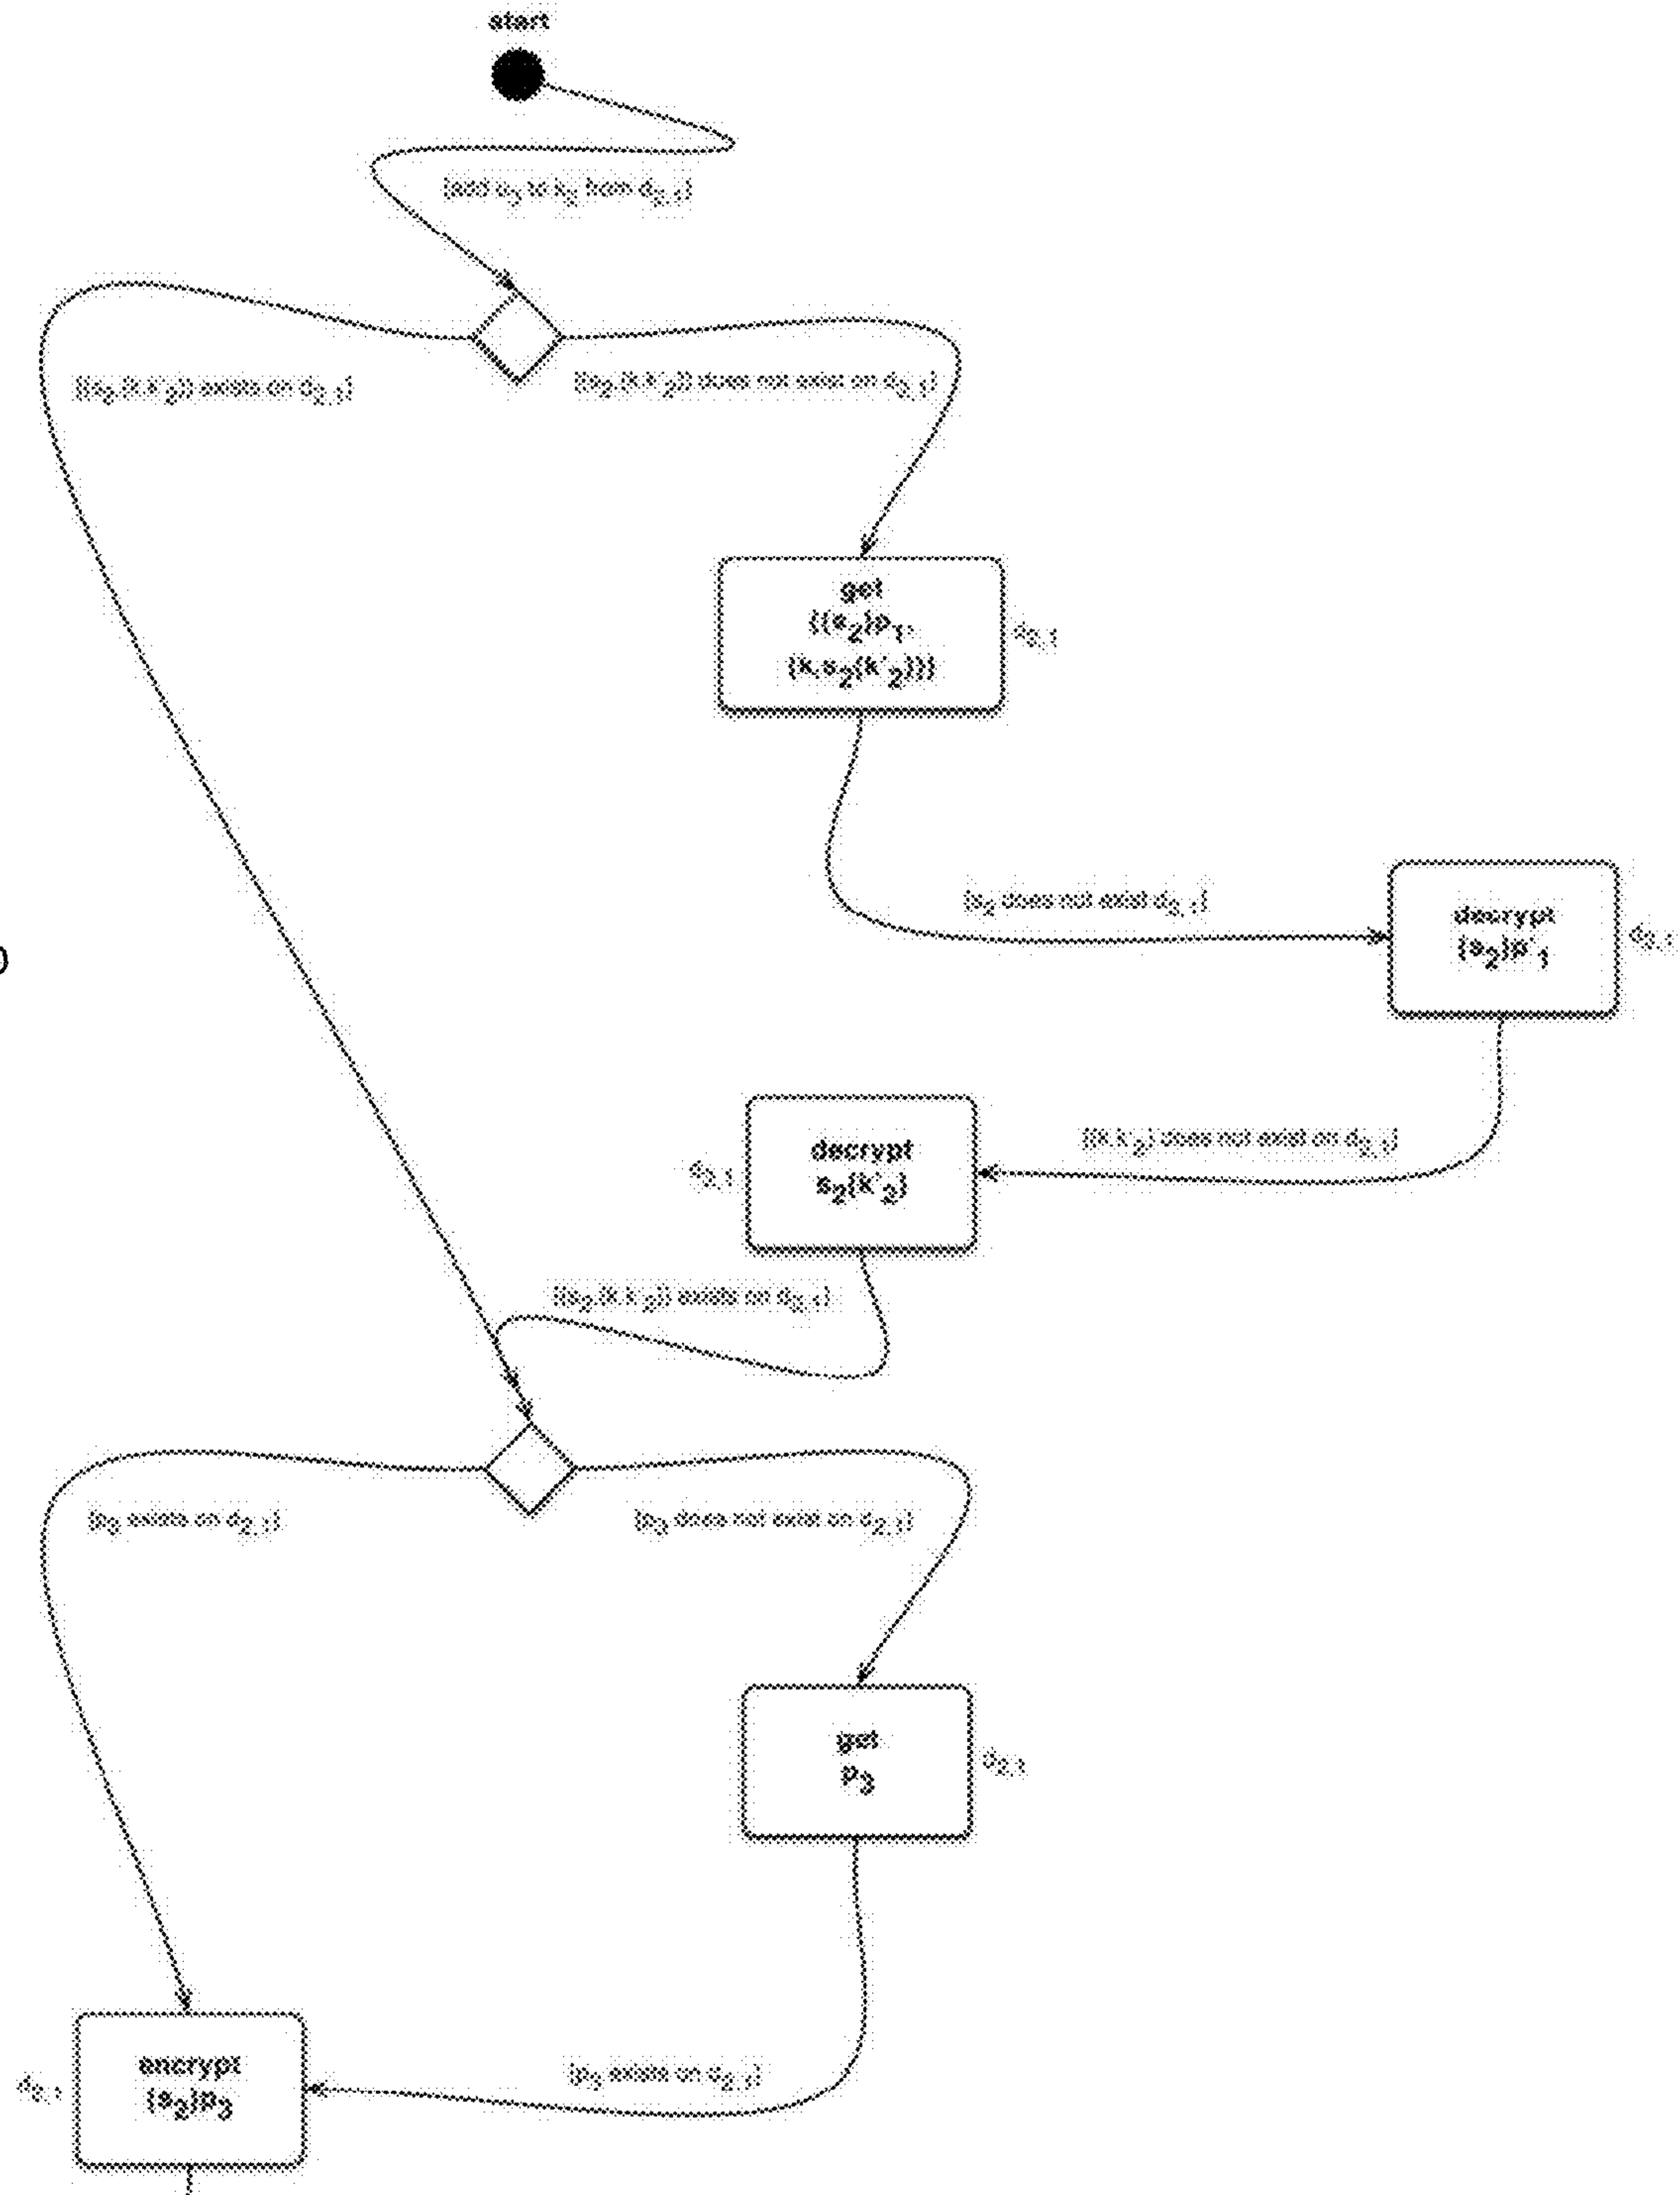 start
[add u3 to k2 from d2,1]
[(s2,(k,k'2)) exists on d2,1]
[(s2,(k,k'2)) does not exist on d2,1]
get
((s2)p1,
(k,s2(k'2)))
d2,1
[s2 does not exist d2,1]
decrypt
(s2)p'1
d2,1
[(k,k'2) does not exist on d2,1]
d2,1
decrypt
s2(k'2)
[(s2,(k,k'2)) exists on d2,1]
[p3 exists on d2,1]
[p3 does not exist on d2,1]
get
p3
d2,1
d2,1
encrypt
(s2)p3
[p3 exists on d2,1]